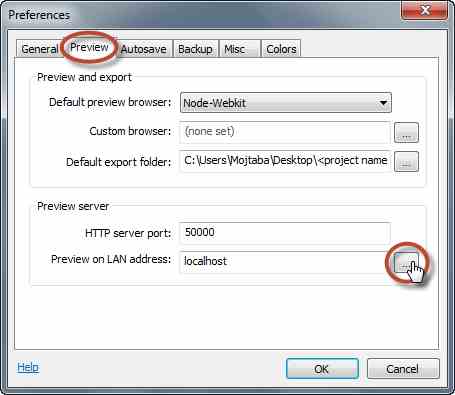 Preferences
General Preview Autosave Backup Misc Colors
Preview and export
Default preview browser: Node-Webkit
Custom browser: (none set) ...
Default export folder: C:\Users\Mojtaba\Desktop\<project name ...
Preview server
HTTP server port: 50000
Preview on LAN address: localhost ...
Help OK Cancel